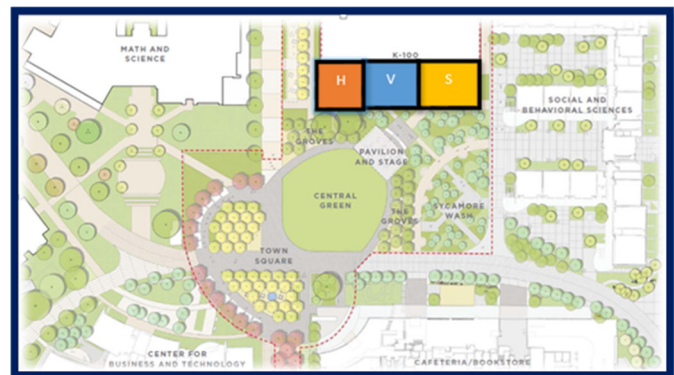 MATH AND
SCIENCE
K-100
H V S
SOCIAL AND
BEHAVIORAL SCIENCES
THE
GROVES
PAVILION
AND STAGE
CENTRAL
GREEN
THE
GROVES
SYCAMORE
WASH
TOWN
SQUARE
CENTER FOR
BUSINESS AND TECHNOLOGY
CAFETERIA/BOOKSTORE